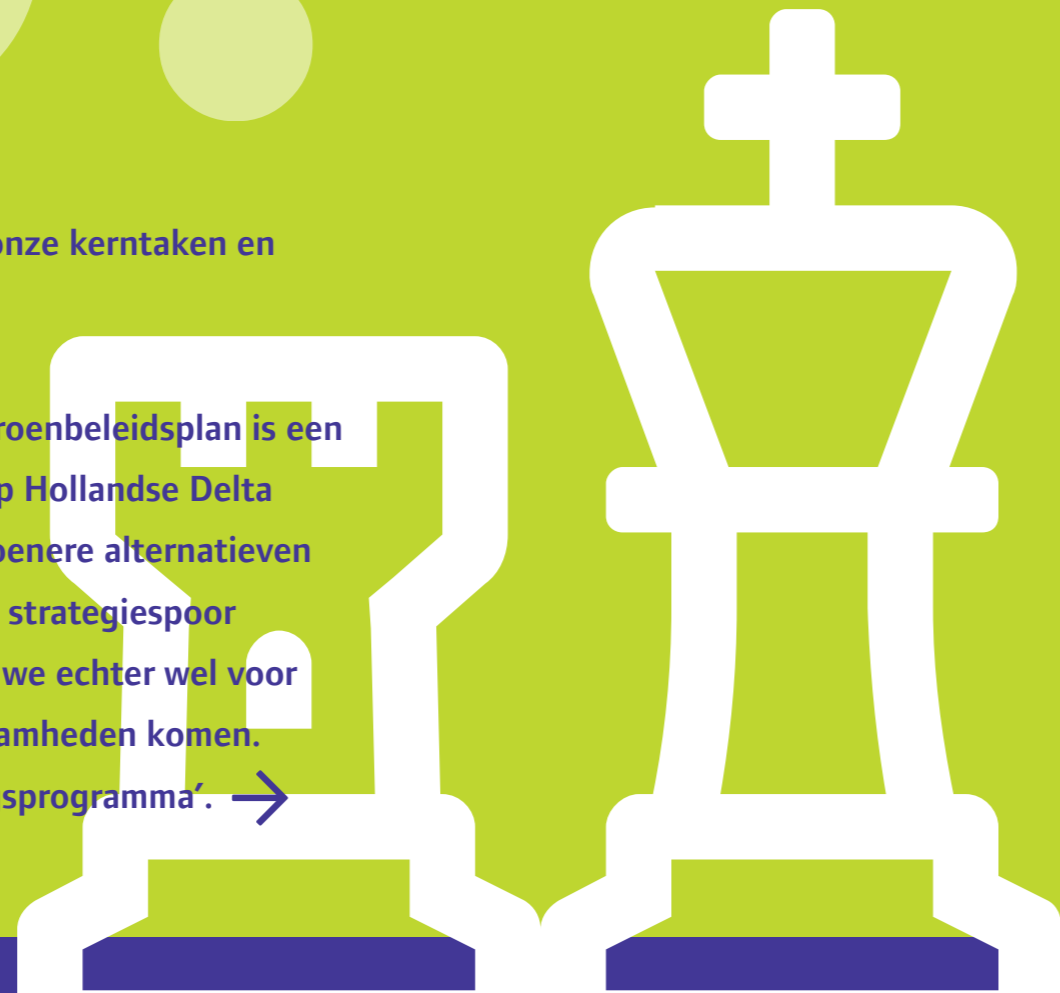 onze kerntaken en
roenbeleidsplan is een
p Hollandse Delta
oenere alternatieven
strategiespoor
we echter wel voor
amheden komen.
sprogramma’. →